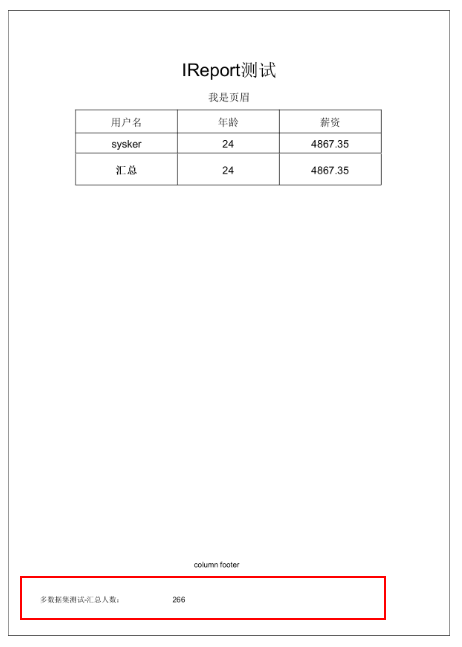 IReport测试
我是页眉
用户名 年龄 薪资
sysker 24 4867.35
汇总 24 4867.35
column footer
多数据集测试-汇总人数： 266